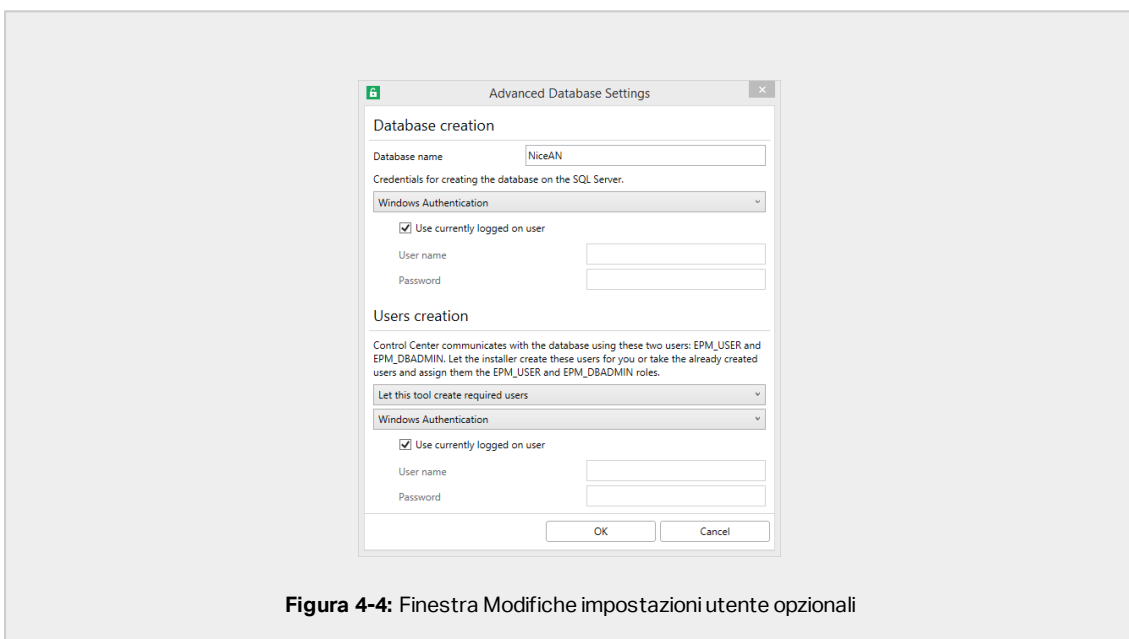 Advanced Database Settings
Database creation
Database name NiceAN
Credentials for creating the database on the SQL Server.
Windows Authentication
Use currently logged on user
User name
Password
Users creation
Control Center communicates with the database using these two users: EPM_USER and
EPM_DBADMIN. Let the installer create these users for you or take the already created
users and assign them the EPM_USER and EPM_DBADMIN roles.
Let this tool create required users
Windows Authentication
Use currently logged on user
User name
Password
OK Cancel
Figura 4-4: Finestra Modifiche impostazioni utente opzionali